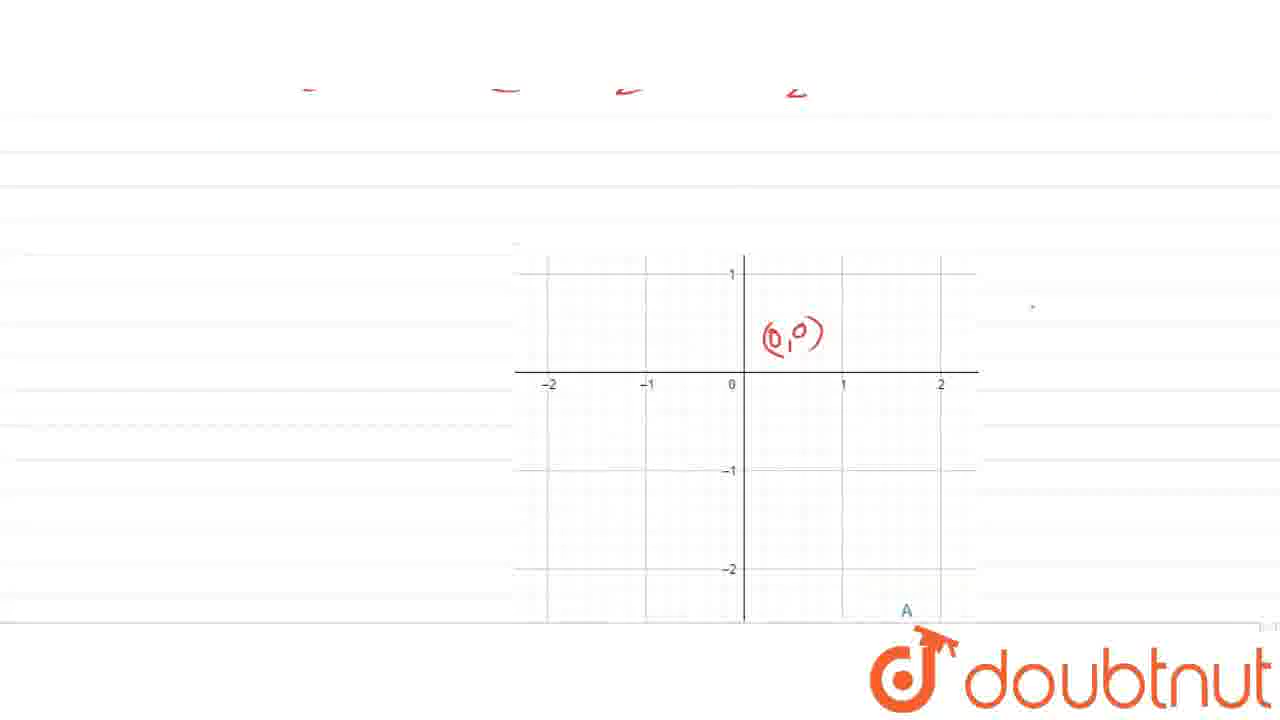 1
(0,0)
–2 –1 0 1 2
–1
–2
A
doubtnut